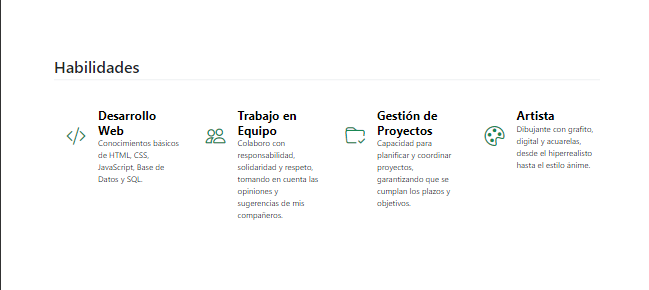 Habilidades
Desarrollo
Web
Conocimientos básicos
de HTML, CSS,
JavaScript, Base de
Datos y SQL.
Trabajo en
Equipo
Colaboro con
responsabilidad,
solidaridad y respeto,
tomando en cuenta las
opiniones y
sugerencias de mis
compañeros.
Gestión de
Proyectos
Capacidad para
planificar y coordinar
proyectos,
garantizando que se
cumplan los plazos y
objetivos.
Artista
Dibujante con grafito,
digital y acuarelas,
desde el hiperrealisto
hasta el estilo ánime.